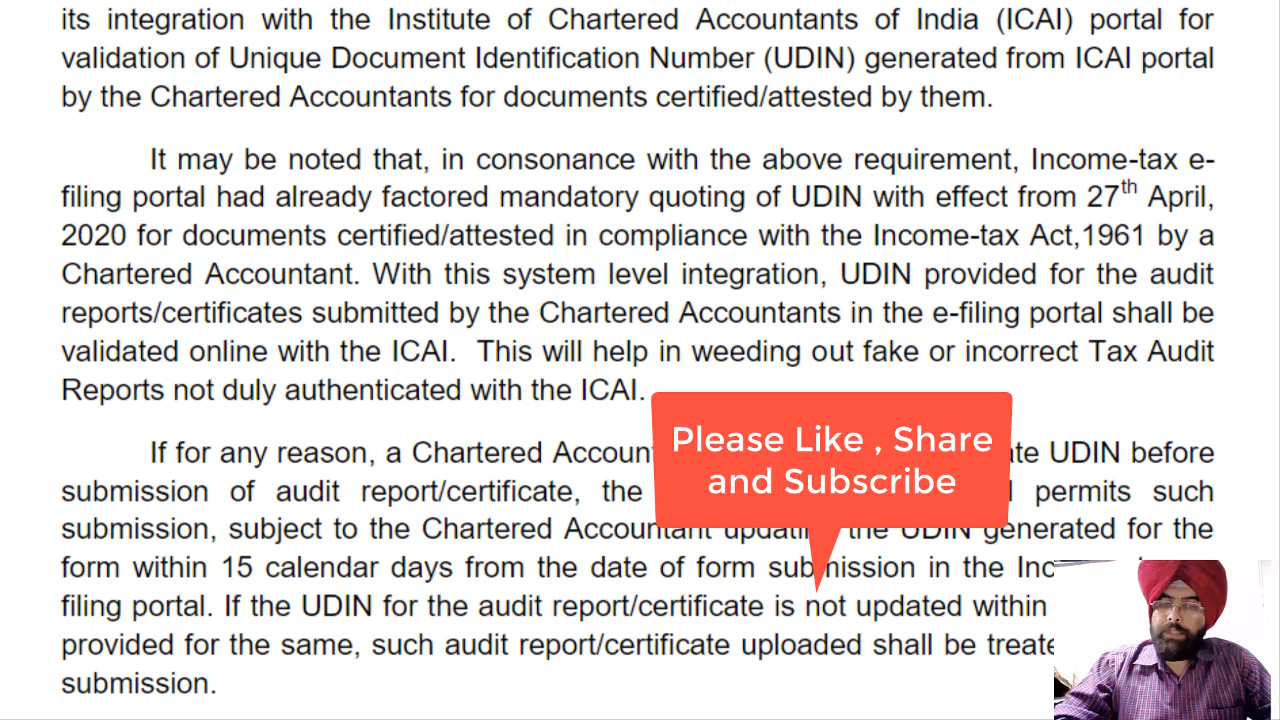 its integration with the Institute of Chartered Accountants of India (ICAI) portal for
validation of Unique Document Identification Number (UDIN) generated from ICAI portal
by the Chartered Accountants for documents certified/attested by them.
It may be noted that, in consonance with the above requirement, Income-tax e-
filing portal had already factored mandatory quoting of UDIN with effect from 27th April,
2020 for documents certified/attested in compliance with the Income-tax Act,1961 by a
Chartered Accountant. With this system level integration, UDIN provided for the audit
reports/certificates submitted by the Chartered Accountants in the e-filing portal shall be
validated online with the ICAI. This will help in weeding out fake or incorrect Tax Audit
Reports not duly authenticated with the ICAI.
If for any reason, a Chartered UDIN before
submission of audit report/certificate, the permits such
submission, subject to the Chartered Accountant updating the UDIN generated for the
form within 15 calendar days from the date of form submission in the
filing portal. If the UDIN for the audit report/certificate is not updated within
provided for the same, such audit report/certificate uploaded shall be
submission.
Please Like , Share
and Subscribe